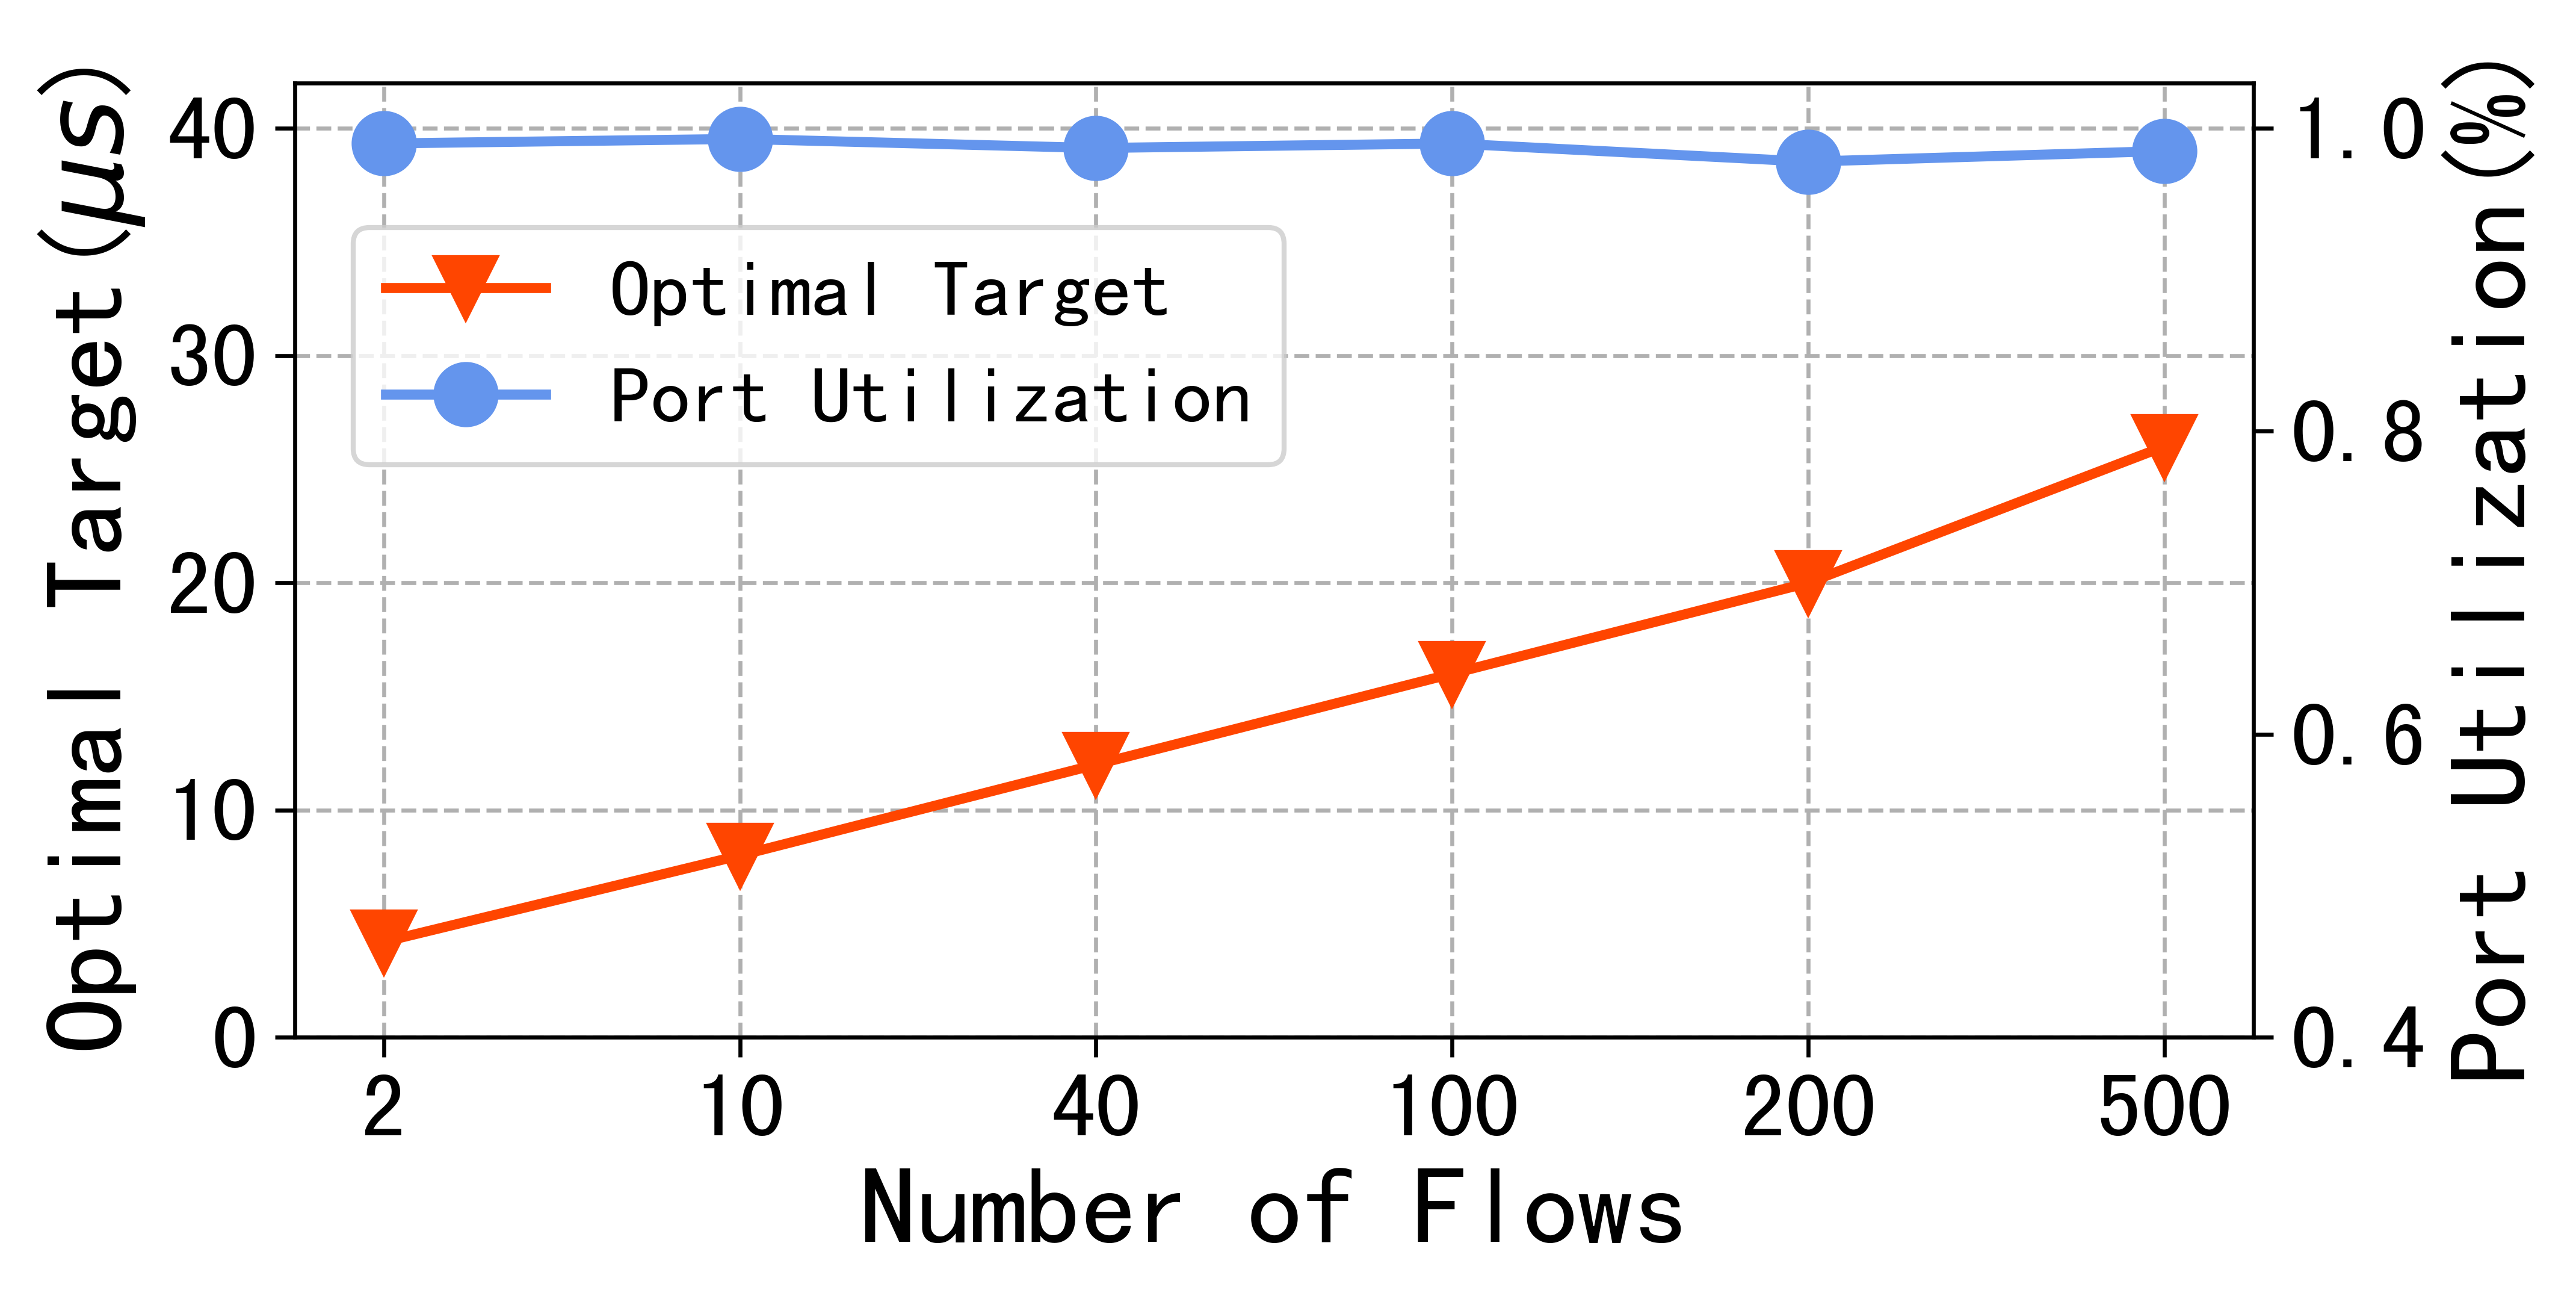 Optimal Target(μs)
40
30
20
10
0
Optimal Target
Port Utilization
1.0
0.8
0.6
0.4
Port Utilization(%)
2 10 40 100 200 500
Number of Flows